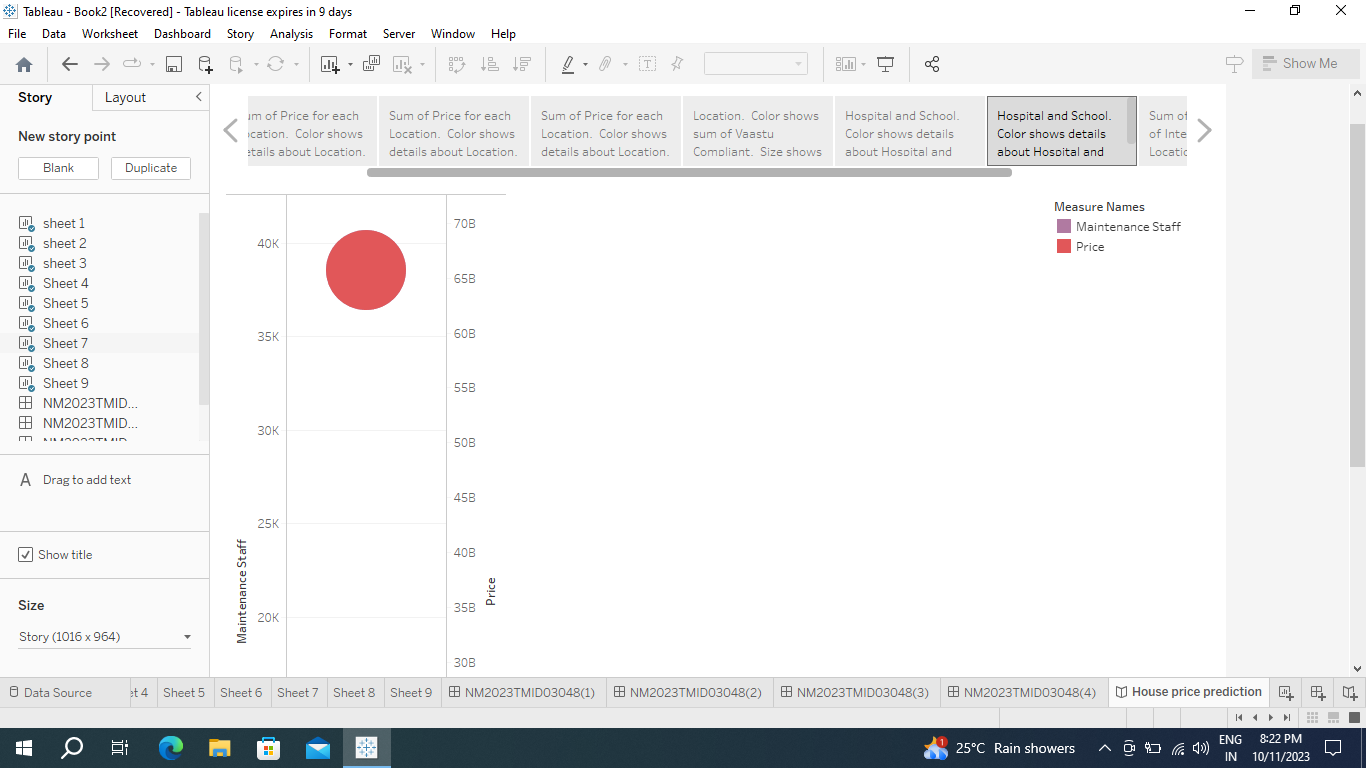 Tableau - Book2 [Recovered] - Tableau license expires in 9 days
File Data Worksheet Dashboard Story Analysis Format Server Window Help
Show Me
Story Layout
New story point
Blank Duplicate
sheet 1
sheet 2
sheet 3
Sheet 4
Sheet 5
Sheet 6
Sheet 7
Sheet 8
Sheet 9
NM2023TMID...
NM2023TMID...
A Drag to add text
Show title
Size
Story (1016 x 964)
of Price for each
Color shows
about Location.
Sum of Price for each
Location. Color shows
details about Location.
Sum of Price for each
Location. Color shows
details about Location.
Location. Color shows
sum of Vaastu
Compliant. Size shows
Hospital and School.
Color shows details
about Hospital and
Hospital and School.
Color shows details
about Hospital and
Sum
of
40K
35K
30K
25K
20K
Maintenance Staff
70B
65B
60B
55B
50B
45B
40B
35B
30B
Price
Measure Names
Maintenance Staff
Price
Data Source 4 Sheet 5 Sheet 6 Sheet 7 Sheet 8 Sheet 9 NM2023TMID03048(1) NM2023TMID03048(2) NM2023TMID03048(3) NM2023TMID03048(4) House price prediction
25°C Rain showers
1
ENG
IN
8:22 PM
10/11/2023